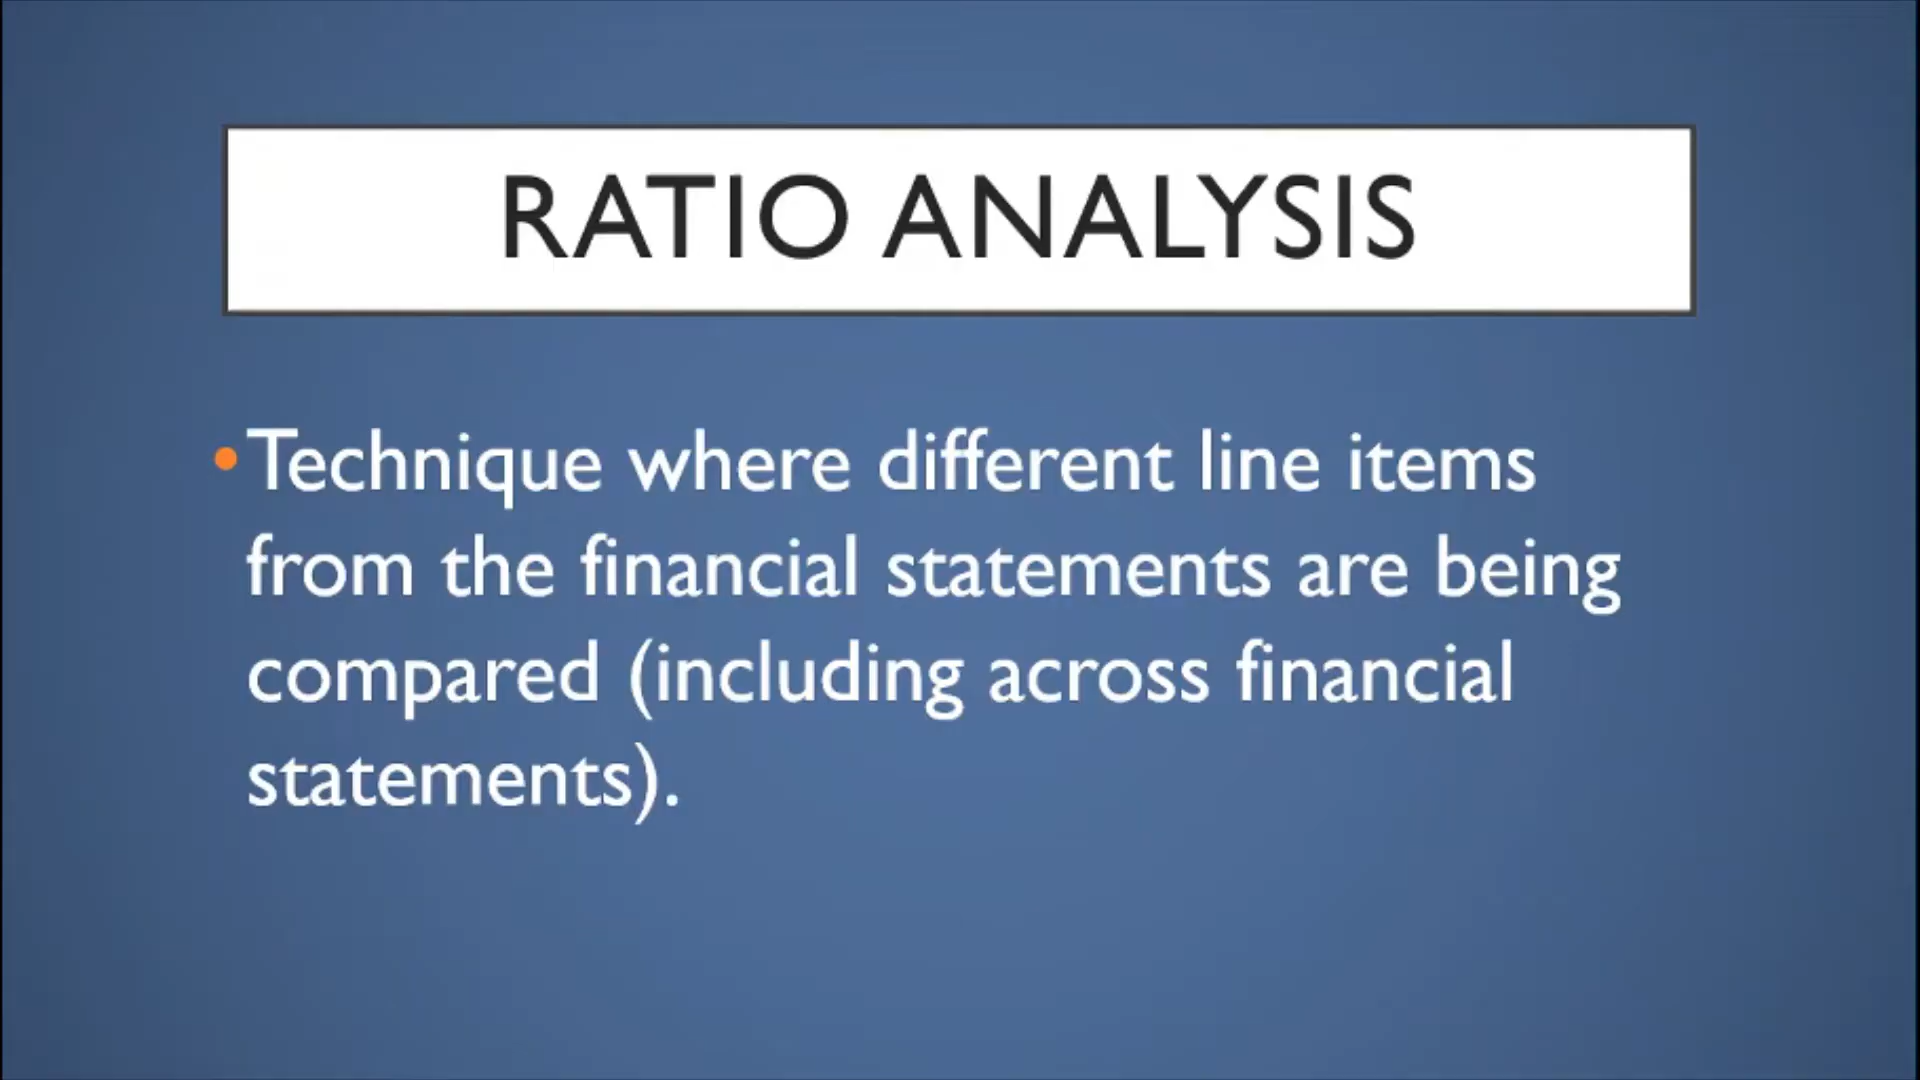 RATIO ANALYSIS
•Technique where different line items
from the financial statements are being
compared (including across financial
statements).